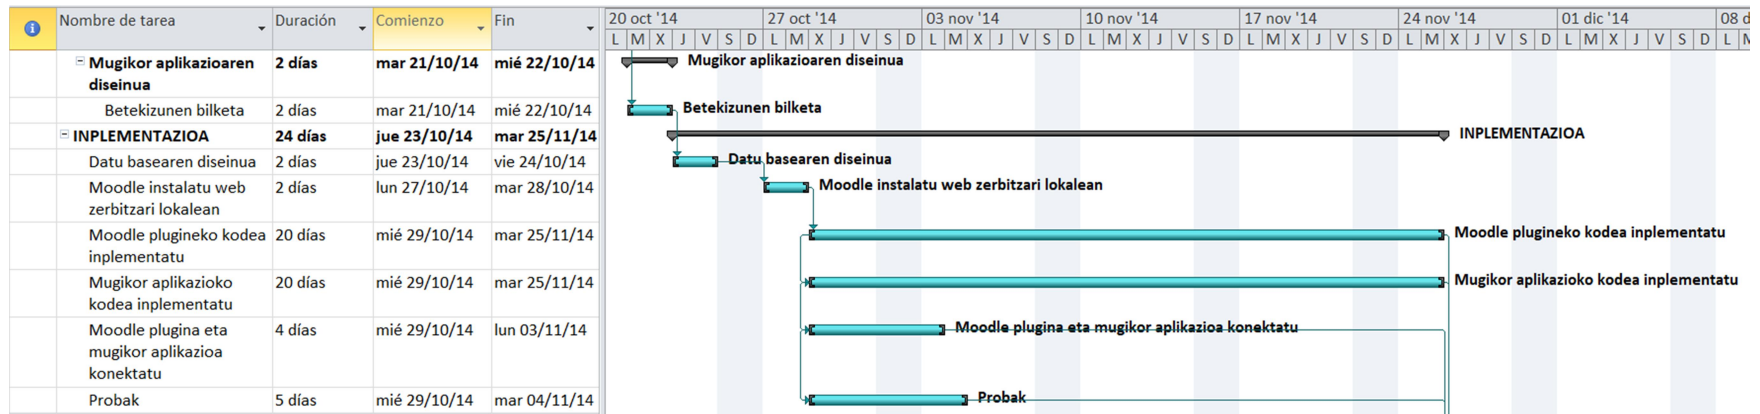 Nombre de tarea Duración Comienzo Fin 20 oct '14 27 oct '14 03 nov '14 10 nov '14 17 nov '14 24 nov '14 01 dic '14 08 d
L M X J V S D L M X J V S D L M X J V S D L M X J V S D L M X J V S D L M X J V S D L M X J V S D L M
Mugikor aplikazioaren 2 días mar 21/10/14 mié 22/10/14 Mugikor aplikazioaren diseinua
diseinua
Betekizunen bilketa 2 días mar 21/10/14 mié 22/10/14 Betekizunen bilketa
INPLEMENTAZIOA 24 días jue 23/10/14 mar 25/11/14 INPLEMENTAZIOA
Datu basearen diseinua 2 días jue 23/10/14 vie 24/10/14 Datu basearen diseinua
Moodle instalatu web 2 días lun 27/10/14 mar 28/10/14 Moodle instalatu web zerbitzari lokalean
zerbitzari lokalean
Moodle plugineko kodea 20 días mié 29/10/14 mar 25/11/14 Moodle plugineko kodea inplementatu
inplementatu
Mugikor aplikazioko 20 días mié 29/10/14 mar 25/11/14 Mugikor aplikazioko kodea inplementatu
kodea inplementatu
Moodle plugina eta 4 días mié 29/10/14 lun 03/11/14 Moodle plugina eta mugikor aplikazioa konektatu
mugikor aplikazioa
konektatu
Probak 5 días mié 29/10/14 mar 04/11/14 Probak